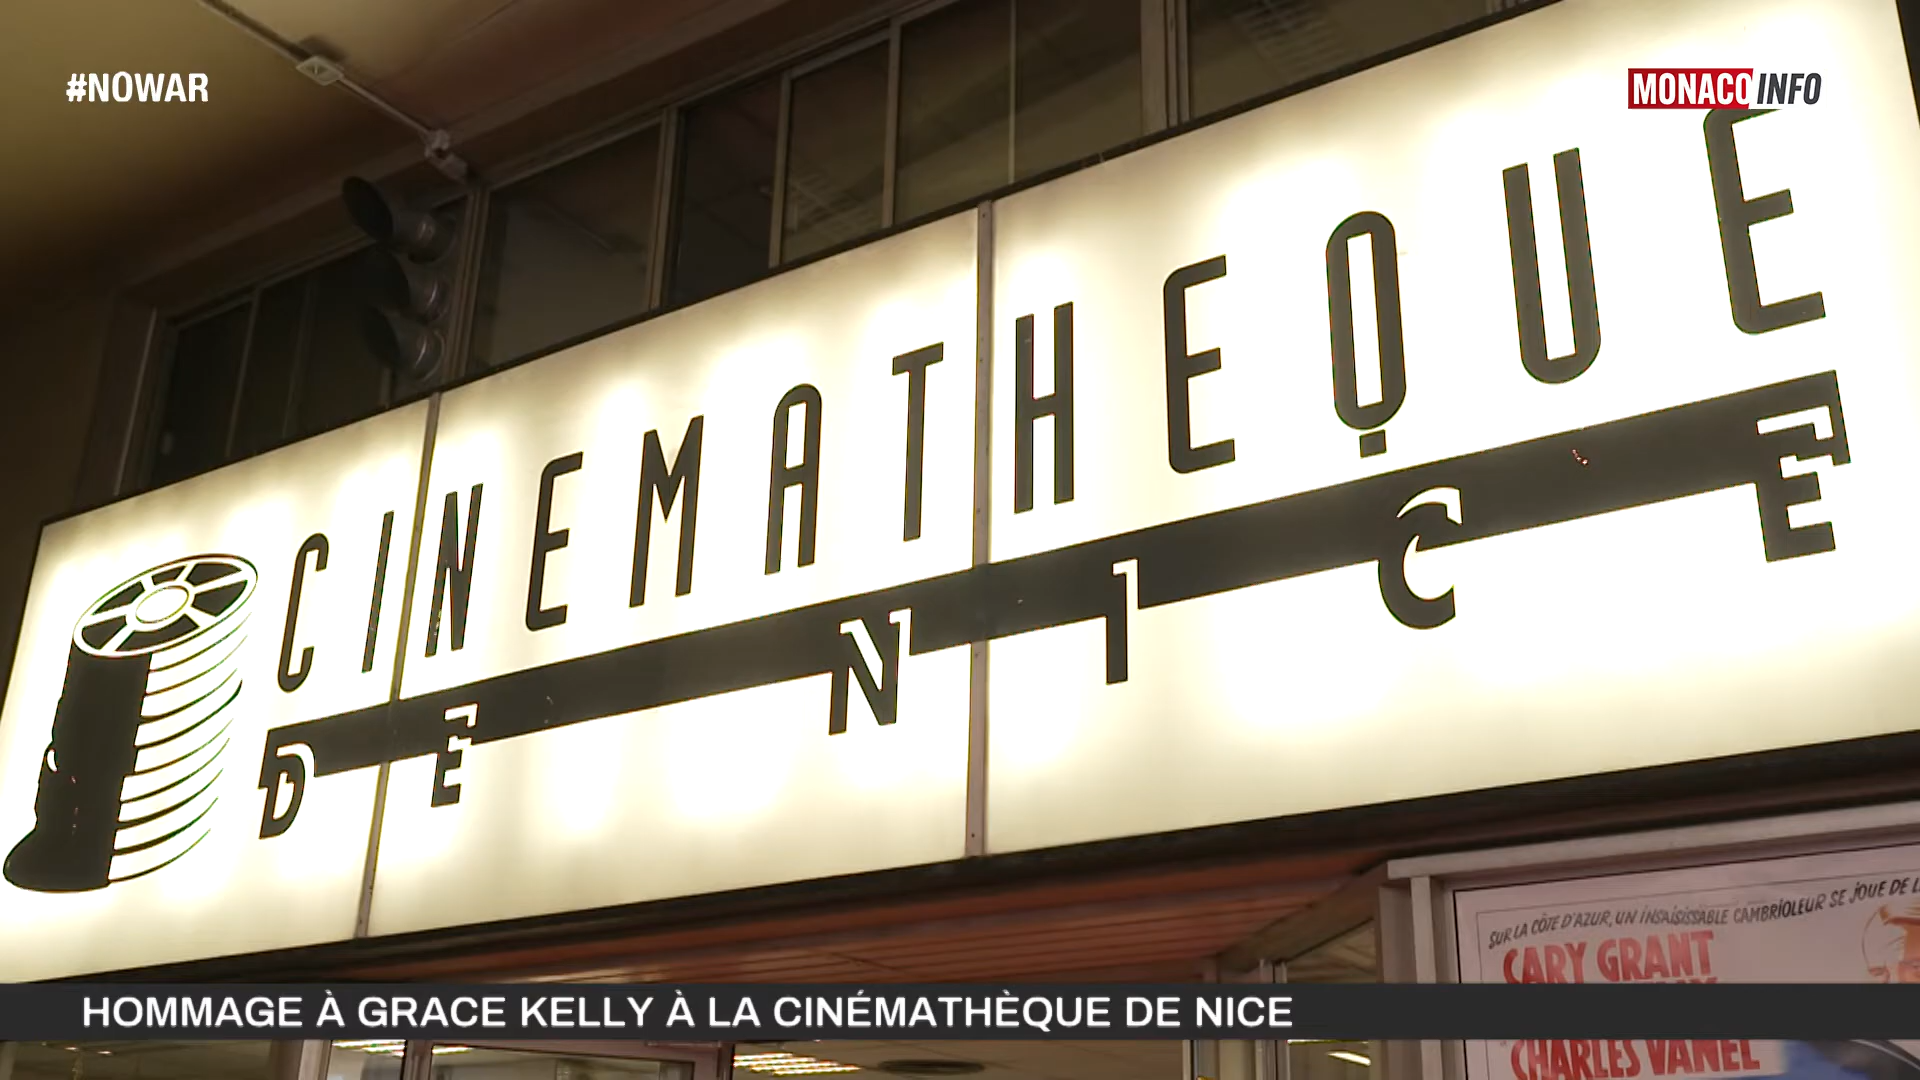 #NOWAR
MONACO INFO
CINEMATHEQUE
DE NICE
SUR LA CÔTE D'AZUR, UN INSAISISSABLE CAMBRIOLEUR SE JOUE DE
CARY GRANT
HOMMAGE À GRACE KELLY À LA CINÉMATHÈQUE DE NICE
CHARLES VANEL